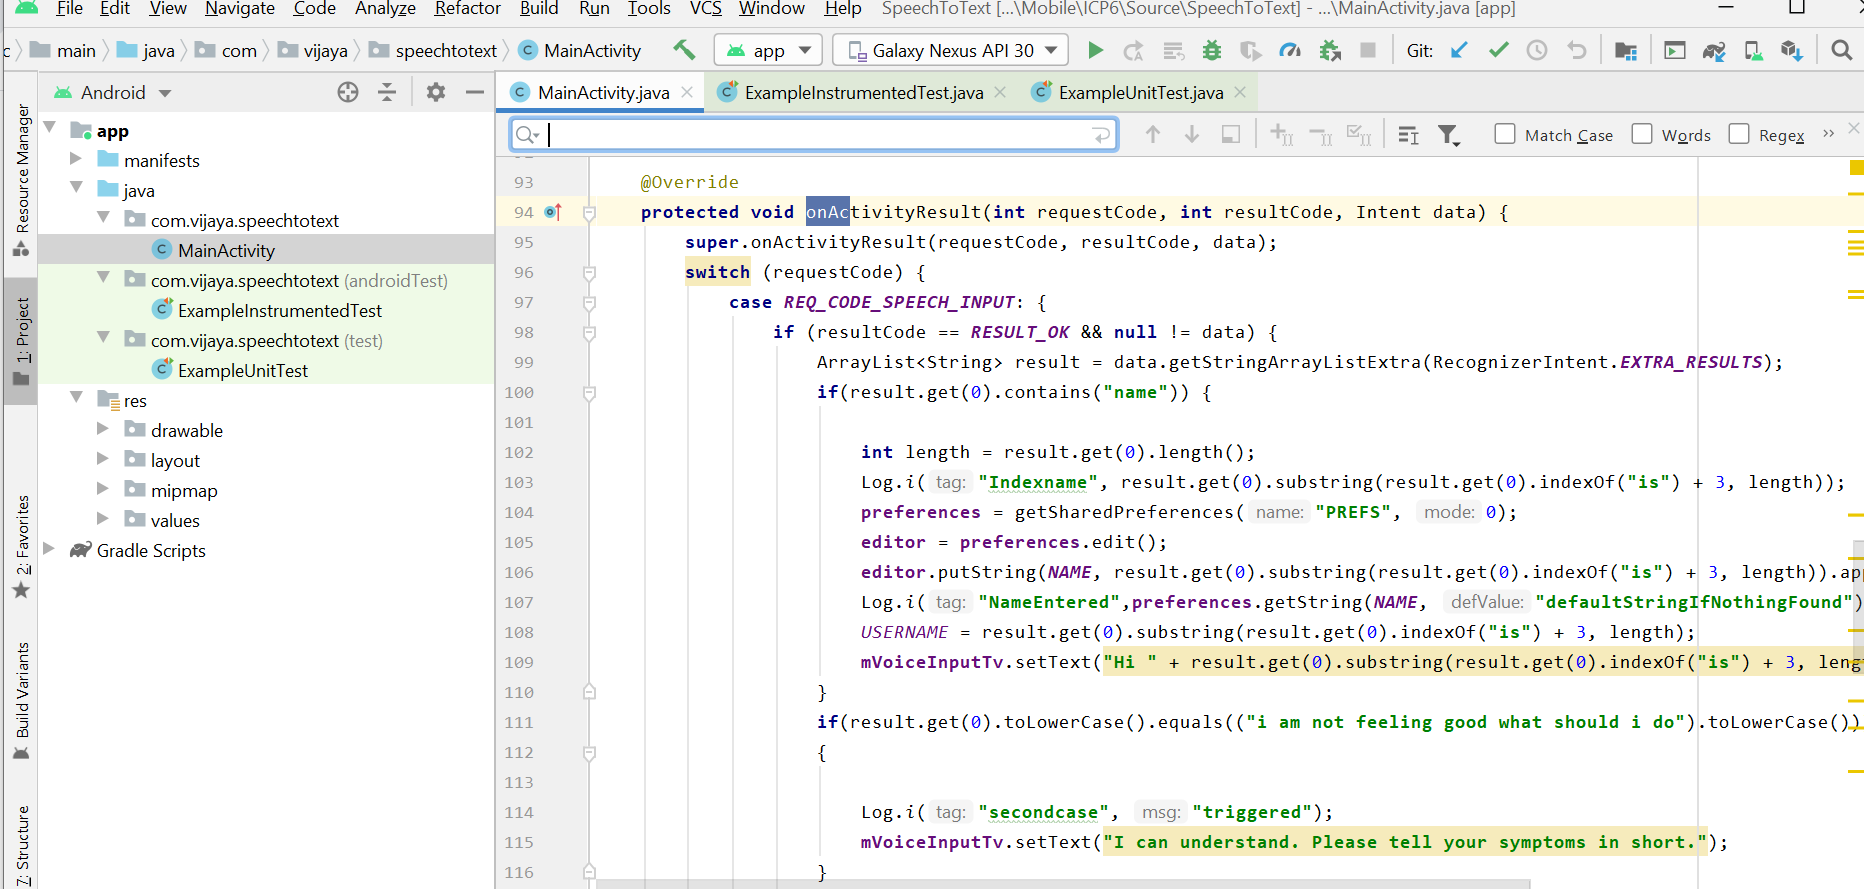 File Edit View Navigate Code Analyze Refactor Build Run Tools VCS Window Help SpeechToText [...\Mobile\ICP6\Source\SpeechToText] - ...\MainActivity.java [app]
main java com vijaya speechtotext MainActivity app Galaxy Nexus API 30 Git:
Android
MainActivity.java ExampleInstrumentedTest.java ExampleUnitTest.java
Match Case Words Regex
Resource Manager
1: Project
2: Favorites
Build Variants
7: Structure
app
manifests
java
com.vijaya.speechtotext
MainActivity
com.vijaya.speechtotext (androidTest)
ExampleInstrumentedTest
com.vijaya.speechtotext (test)
ExampleUnitTest
res
drawable
layout
mipmap
values
Gradle Scripts
93 @Override
94 protected void onActivityResult(int requestCode, int resultCode, Intent data) {
95 super.onActivityResult(requestCode, resultCode, data);
96 switch (requestCode) {
97 case REQ_CODE_SPEECH_INPUT: {
98 if (resultCode == RESULT_OK && null != data) {
99 ArrayList<String> result = data.getStringArrayListExtra(RecognizerIntent.EXTRA_RESULTS);
100 if(result.get(0).contains("name")) {
101
102 int length = result.get(0).length();
103 Log.i( tag: "Indexname", result.get(0).substring(result.get(0).indexOf("is") + 3, length));
104 preferences = getSharedPreferences( name: "PREFS", mode: 0);
105 editor = preferences.edit();
106 editor.putString(NAME, result.get(0).substring(result.get(0).indexOf("is") + 3, length)).ap
107 Log.i( tag: "NameEntered",preferences.getString(NAME, defValue: "defaultStringIfNothingFound")
108 USERNAME = result.get(0).substring(result.get(0).indexOf("is") + 3, length);
109 mVoiceInputTv.setText("Hi " + result.get(0).substring(result.get(0).indexOf("is") + 3, leng
110 }
111 if(result.get(0).toLowerCase().equals(("i am not feeling good what should i do").toLowerCase())
112 {
113
114 Log.i( tag: "secondcase", msg: "triggered");
115 mVoiceInputTv.setText("I can understand. Please tell your symptoms in short.");
116 }